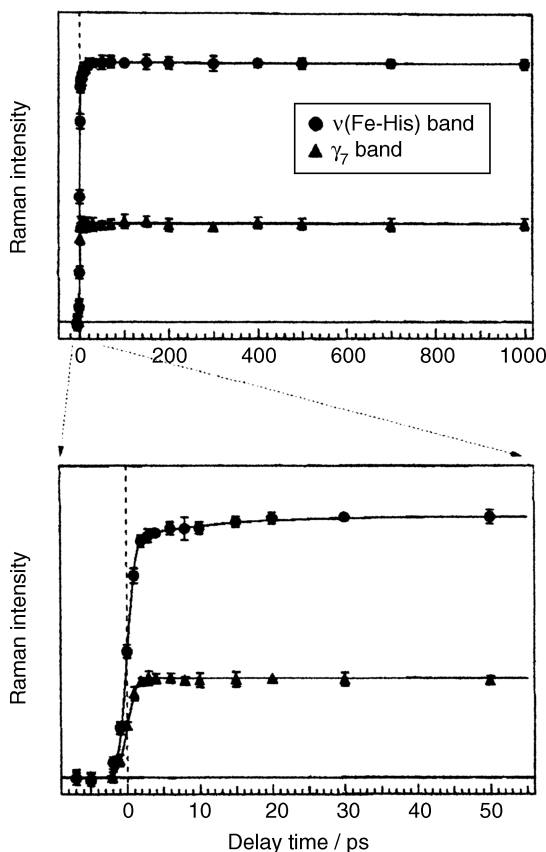 Raman intensity
ν(Fe-His) band
γ7 band
0 200 400 600 800 1000
Raman intensity
0 10 20 30 40 50
Delay time / ps